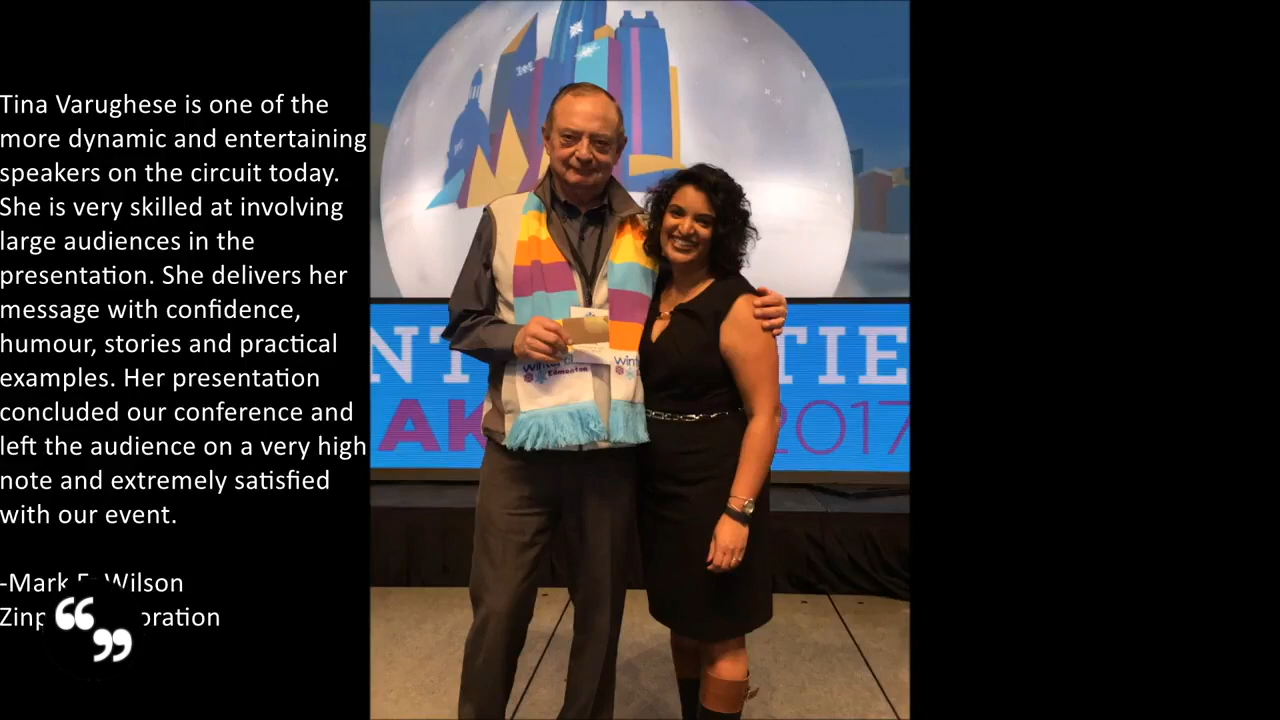 Tina Varughese is one of the
more dynamic and entertaining
speakers on the circuit today.
She is very skilled at involving
large audiences in the
presentation. She delivers her
message with confidence,
humour, stories and practical
examples. Her presentation
concluded our conference and
left the audience on a very high
note and extremely satisfied
with our event.
-Mark Wilson
Winter
Edmonton
2017